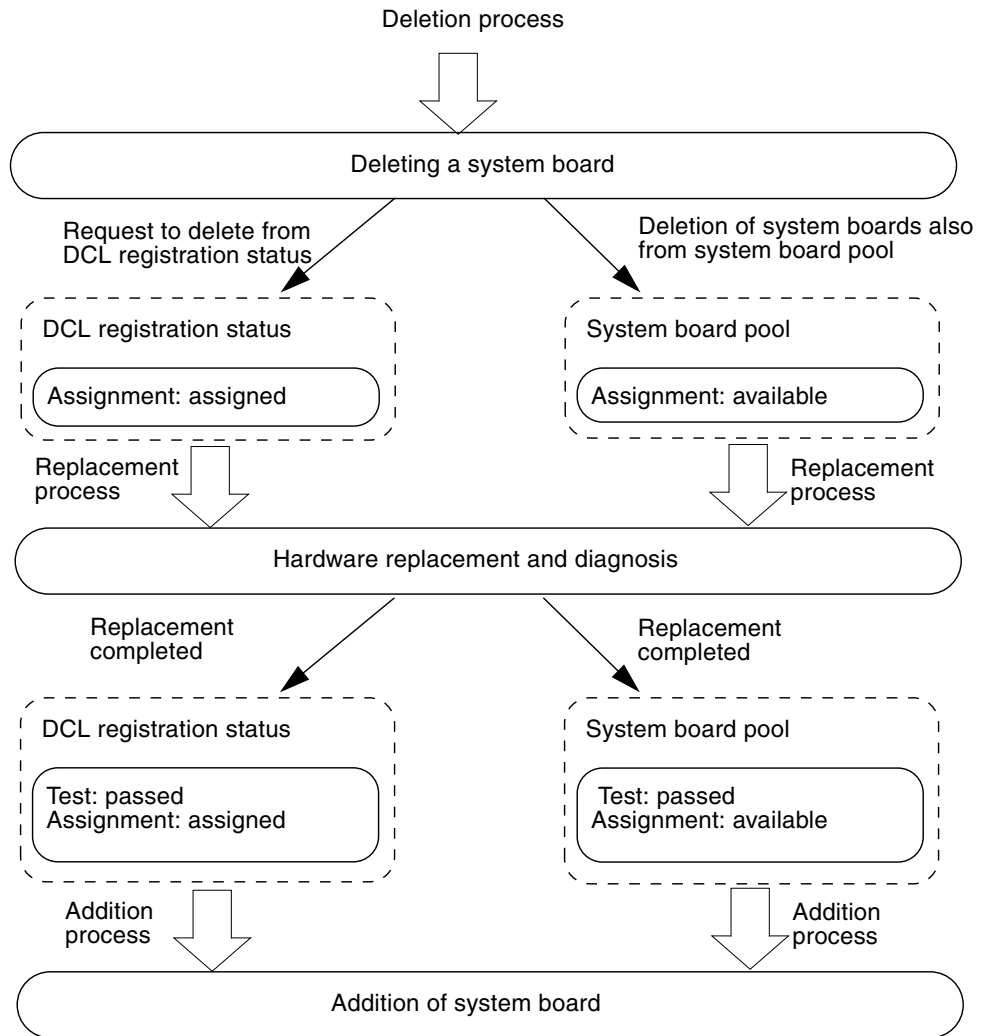 Deletion process
Deleting a system board
Request to delete from
DCL registration status
Deletion of system boards also
from system board pool
DCL registration status
Assignment: assigned
System board pool
Assignment: available
Replacement
process
Replacement
process
Hardware replacement and diagnosis
Replacement
completed
Replacement
completed
DCL registration status
Test: passed
Assignment: assigned
System board pool
Test: passed
Assignment: available
Addition
process
Addition
process
Addition of system board